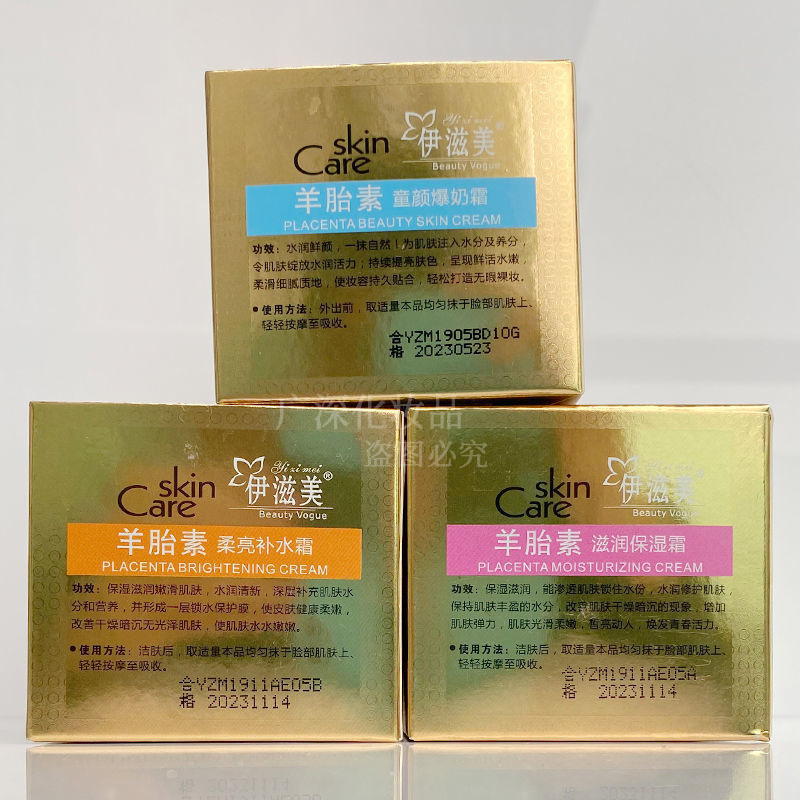 skin
Care
Yi zi mei
伊滋美®
Beauty Vogue
羊胎素 童颜爆奶霜
PLACENTA BEAUTY SKIN CREAM
功效：水润鲜颜，一抹自然！为肌肤注入水分及养分，
令肌肤绽放水润活力；持续提亮肤色，呈现鲜活水嫩，
柔滑细腻质地，使妆容持久贴合，轻松打造无暇裸妆。
●使用方法：外出前，取适量本品均匀抹于脸部肌肤上、
轻轻按摩至吸收。
合YZM1905BD10G
格 20230523
广深化妆品
盗图必究
skin
Care
Yi zi mei
伊滋美®
Beauty Vogue
羊胎素 柔亮补水霜
PLACENTA BRIGHTENING CREAM
功效：保湿滋润嫩滑肌肤，水润清新，深层补充肌肤水
分和营养，并形成一层锁水保护膜，使皮肤健康柔嫩，
改善干燥暗沉无光泽肌肤，使肌肤水水嫩嫩。
●使用方法：洁肤后，取适量本品均匀抹于脸部肌肤上、
轻轻按摩至吸收。
合YZM1911AE05B
格 20231114
skin
Care
伊滋美®
Beauty Vogue
羊胎素 滋润保湿霜
PLACENTA MOISTURIZING CREAM
功效：保湿滋润，能渗透肌肤锁住水份，水润修护肌肤，
保持肌肤丰盈的水分，改善肌肤干燥暗沉的现象，增加
肌肤弹力，肌肤光滑柔嫩，皙亮动人，焕发青春活力。
●使用方法：洁肤后，取适量本品均匀抹于脸部肌肤上、
轻轻按摩至吸收。
合YZM1911AE05A
格 20231114